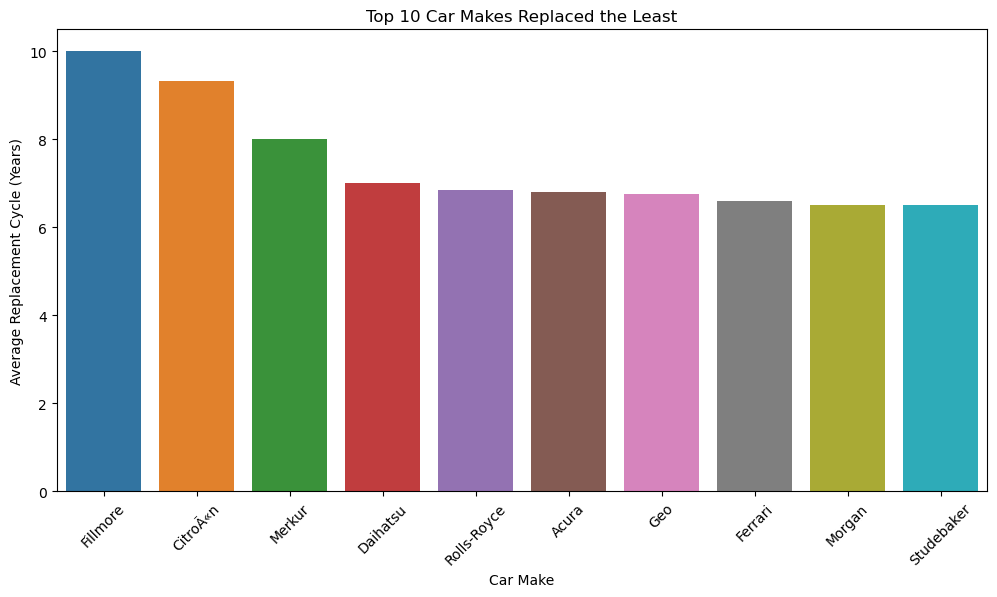 Top 10 Car Makes Replaced the Least
Average Replacement Cycle (Years)
10
8
6
4
2
0
Fillmore
CitroÃ«n
Merkur
Daihatsu
Rolls-Royce
Acura
Geo
Ferrari
Morgan
Studebaker
Car Make